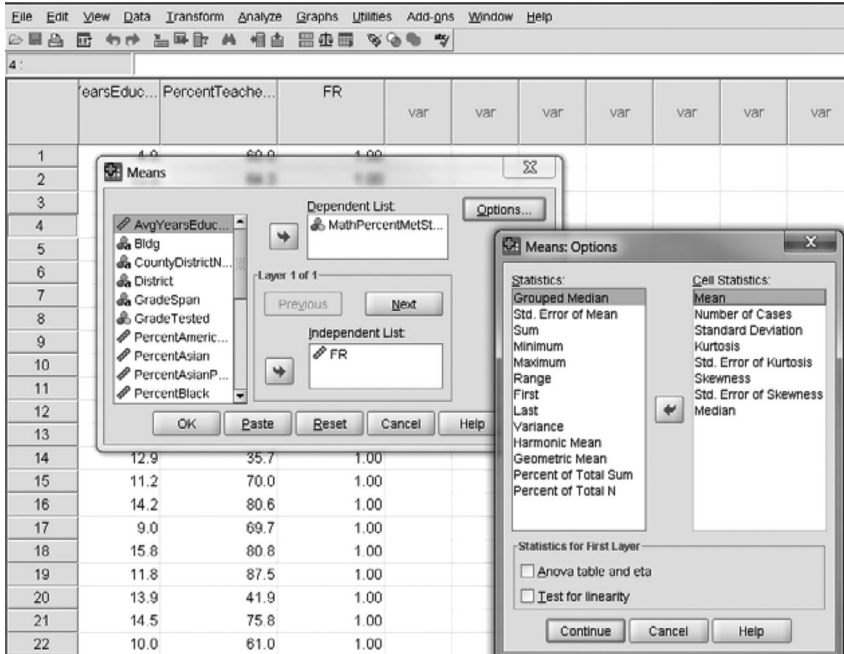 File Edit View Data Transform Analyze Graphs Utilities Add-ons Window Help
4 :
YearsEduc... PercentTeache... FR var var var var var var var
1 4.0 60.0 1.00
2
3
4
5
6
7
8
9
10
11
12
13
14 12.9 35.7 1.00
15 11.2 70.0 1.00
16 14.2 80.6 1.00
17 9.0 69.7 1.00
18 15.8 80.8 1.00
19 11.8 87.5 1.00
20 13.9 41.9 1.00
21 14.5 75.8 1.00
22 10.0 61.0 1.00
Means
AvgYearsEduc...
Bldg
CountyDistrictN...
District
GradeSpan
GradeTested
PercentAmeric...
PercentAsian
PercentAsianP...
PercentBlack
Dependent List:
MathPercentMetSt...
Options...
Layer 1 of 1
Previous Next
Independent List:
FR
OK Paste Reset Cancel Help
Means: Options
Statistics:
Grouped Median
Std. Error of Mean
Sum
Minimum
Maximum
Range
First
Last
Variance
Harmonic Mean
Geometric Mean
Percent of Total Sum
Percent of Total N
Cell Statistics:
Mean
Number of Cases
Standard Deviation
Kurtosis
Std. Error of Kurtosis
Skewness
Std. Error of Skewness
Median
Statistics for First Layer
Anova table and eta
Test for linearity
Continue Cancel Help